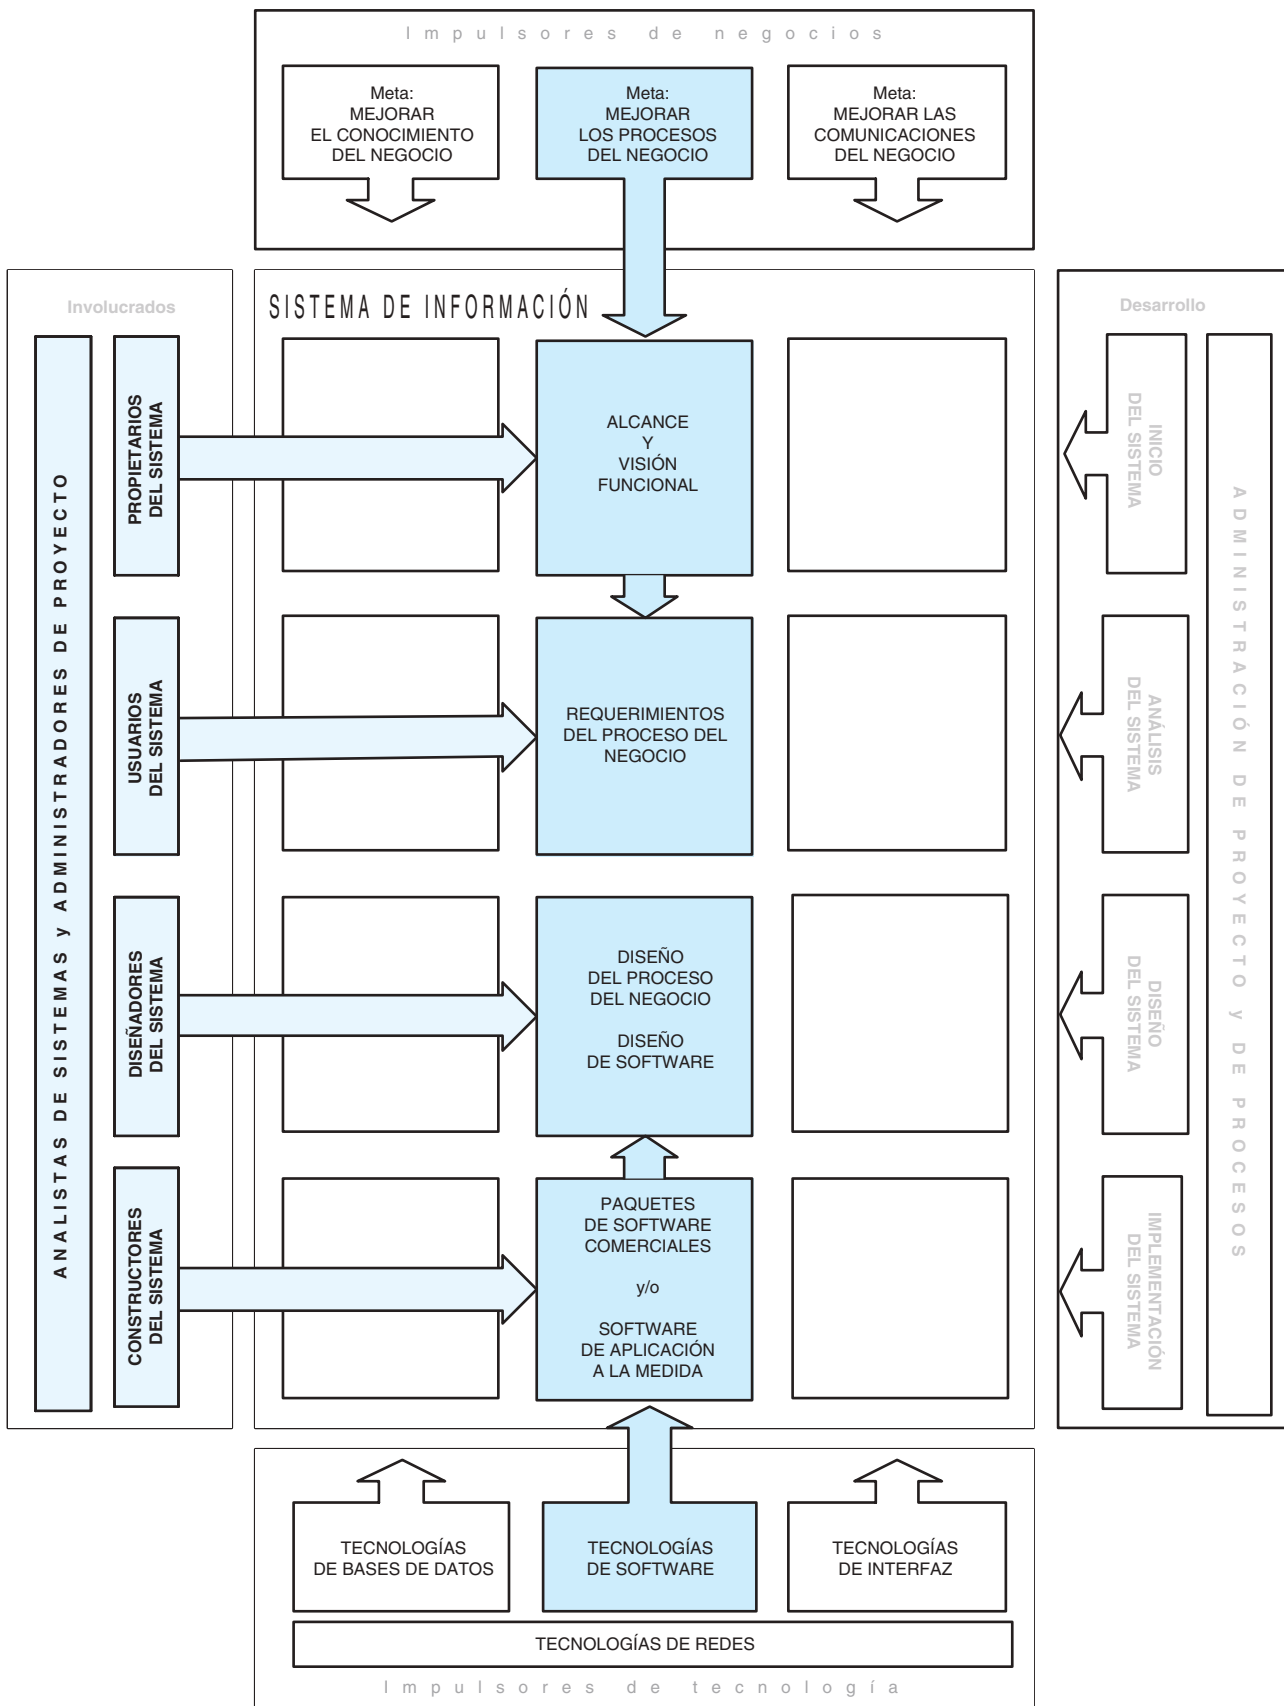 Impulsores de negocios
Meta:
MEJORAR
EL CONOCIMIENTO
DEL NEGOCIO
Meta:
MEJORAR
LOS PROCESOS
DEL NEGOCIO
Meta:
MEJORAR LAS
COMUNICACIONES
DEL NEGOCIO
Involucrados
SISTEMA DE INFORMACIÓN
Desarrollo
ANALISTAS DE SISTEMAS y ADMINISTRADORES DE PROYECTO
PROPIETARIOS
DEL SISTEMA
ALCANCE
Y
VISIÓN
FUNCIONAL
INICIO
DEL SISTEMA
ADMINISTRACIÓN DE PROYECTO y DE PROCESOS
USUARIOS
DEL SISTEMA
REQUERIMIENTOS
DEL PROCESO DEL
NEGOCIO
ANÁLISIS
DEL SISTEMA
DISEÑADORES
DEL SISTEMA
DISEÑO
DEL PROCESO
DEL NEGOCIO
DISEÑO
DE SOFTWARE
DISEÑO
DEL SISTEMA
CONSTRUCTORES
DEL SISTEMA
PAQUETES
DE SOFTWARE
COMERCIALES
y/o
SOFTWARE
DE APLICACIÓN
A LA MEDIDA
IMPLEMENTACIÓN
DEL SISTEMA
TECNOLOGÍAS
DE BASES DE DATOS
TECNOLOGÍAS
DE SOFTWARE
TECNOLOGÍAS
DE INTERFAZ
TECNOLOGÍAS DE REDES
Impulsores de tecnología